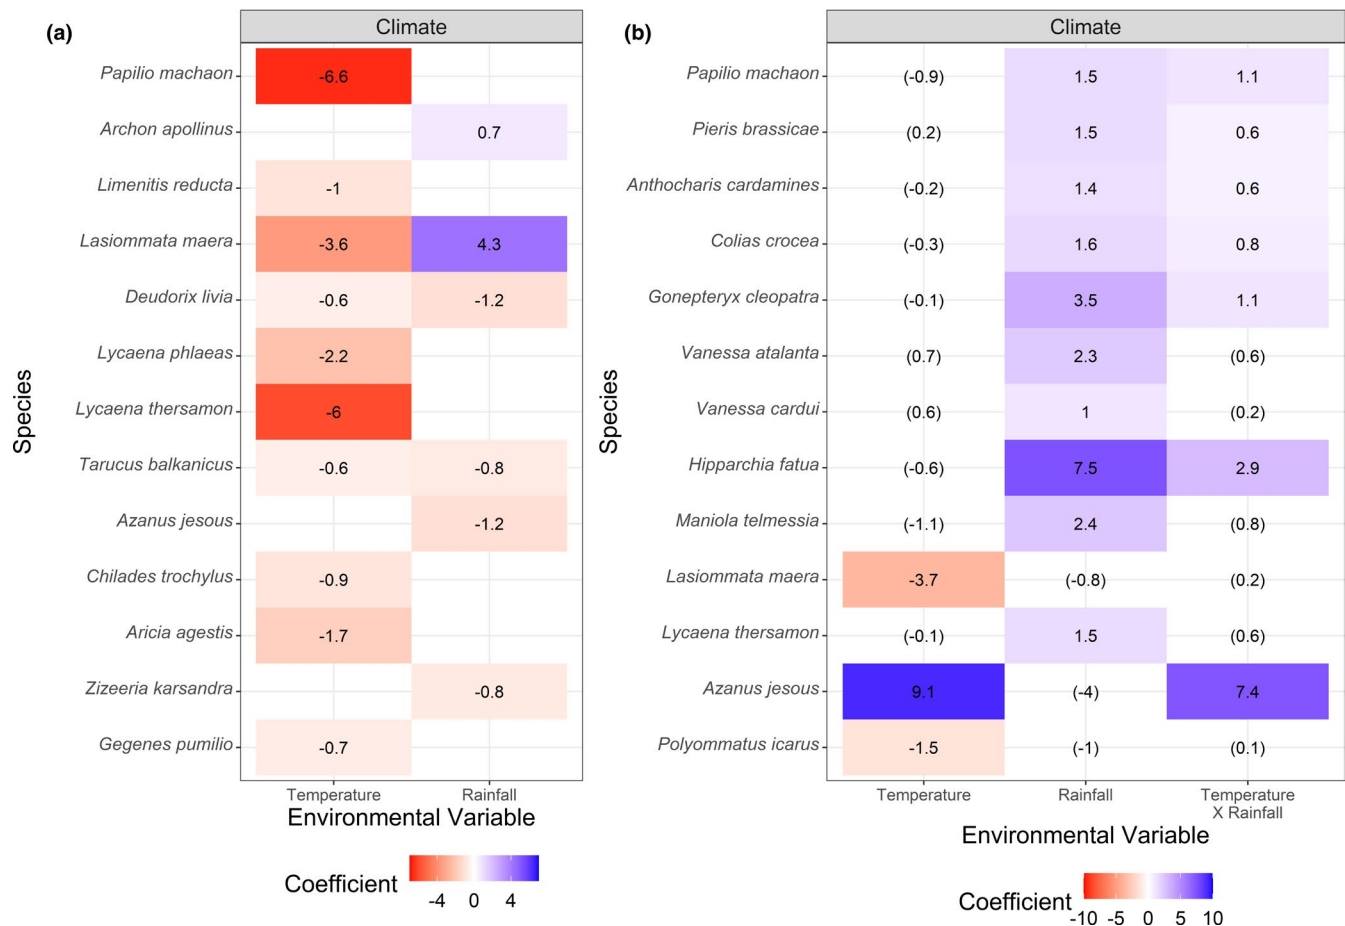 (a)
Climate
Species
Papilio machaon
-6.6
Archon apollinus
0.7
Limenitis reducta
-1
Lasiommata maera
-3.6
4.3
Deudorix livia
-0.6
-1.2
Lycaena phlaeas
-2.2
Lycaena thersamon
-6
Tarucus balkanicus
-0.6
-0.8
Azanus jesous
-1.2
Chilades trochylus
-0.9
Aricia agestis
-1.7
Zizeeria karsandra
-0.8
Gegenes pumilio
-0.7
Temperature
Rainfall
Environmental Variable
Coefficient
-4 0 4
(b)
Climate
Species
Papilio machaon
(-0.9)
1.5
1.1
Pieris brassicae
(0.2)
1.5
0.6
Anthocharis cardamines
(-0.2)
1.4
0.6
Colias crocea
(-0.3)
1.6
0.8
Gonepteryx cleopatra
(-0.1)
3.5
1.1
Vanessa atalanta
(0.7)
2.3
(0.6)
Vanessa cardui
(0.6)
1
(0.2)
Hipparchia fatua
(-0.6)
7.5
2.9
Maniola telmessia
(-1.1)
2.4
(0.8)
Lasiommata maera
-3.7
(-0.8)
(0.2)
Lycaena thersamon
(-0.1)
1.5
(0.6)
Azanus jesous
9.1
(-4)
7.4
Polyommatus icarus
-1.5
(-1)
(0.1)
Temperature
Rainfall
Temperature
X Rainfall
Environmental Variable
Coefficient
-10 -5 0 5 10